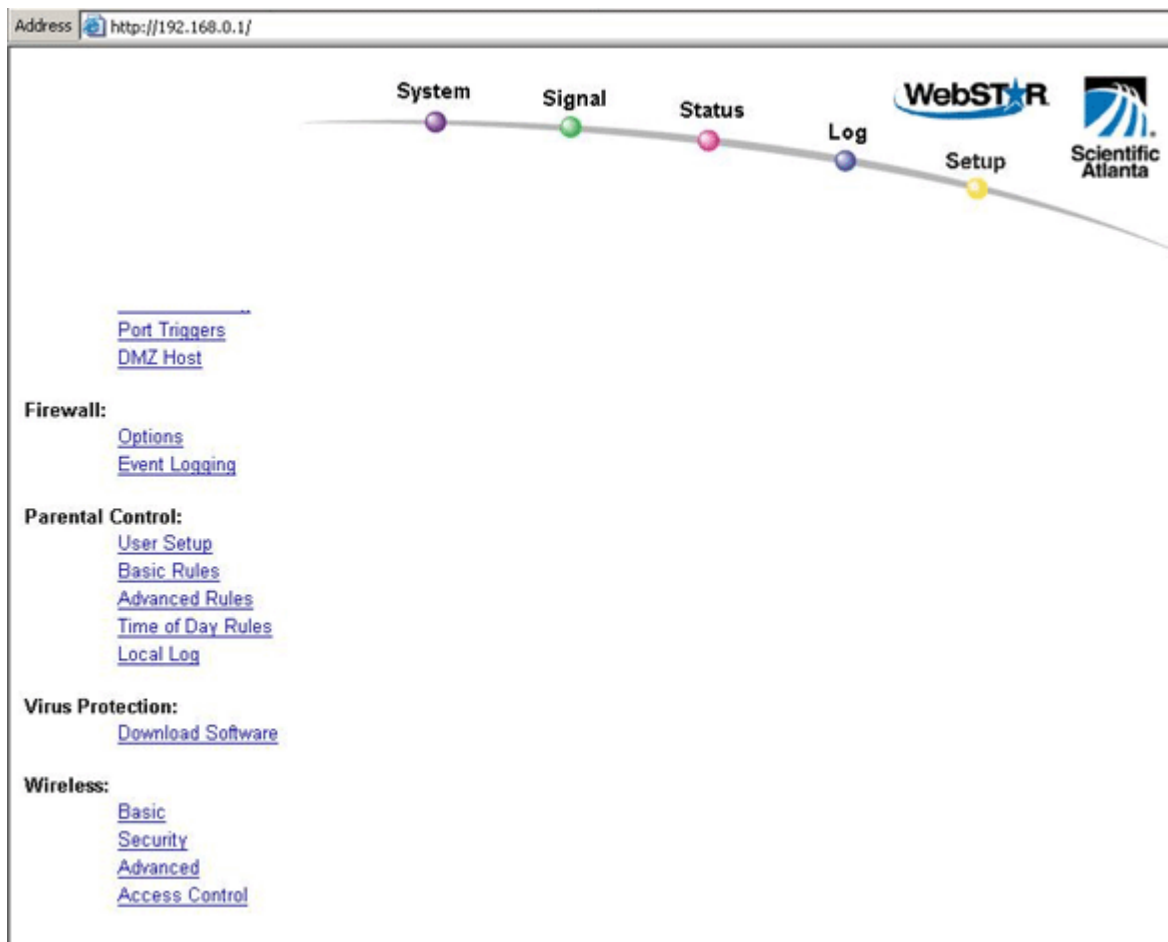 Address http://192.168.0.1/
System
Signal
Status
Log
Setup
WebSTAR
Scientific
Atlanta
Port Triggers
DMZ Host
Firewall:
Options
Event Logging
Parental Control:
User Setup
Basic Rules
Advanced Rules
Time of Day Rules
Local Log
Virus Protection:
Download Software
Wireless:
Basic
Security
Advanced
Access Control